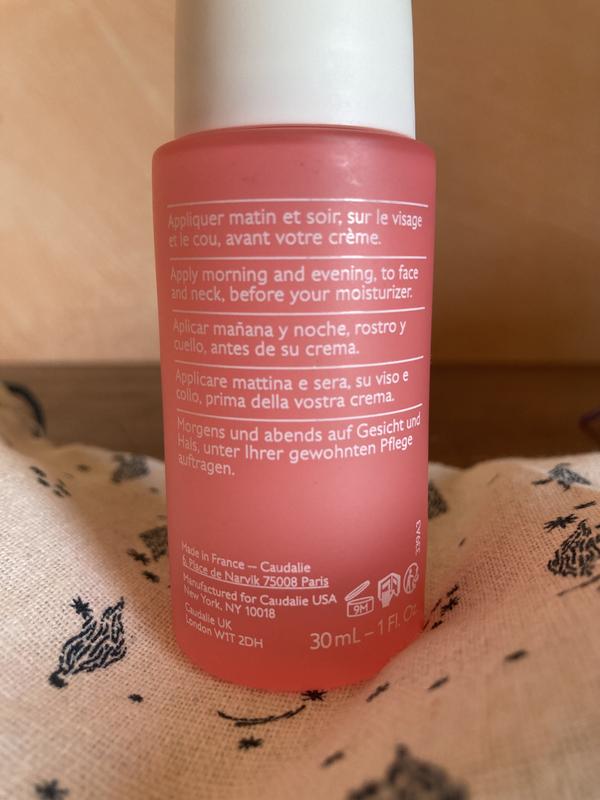 Appliquer matin et soir, sur le visage
et le cou, avant votre crème.
Apply morning and evening, to face
and neck, before your moisturizer.
Aplicar mañana y noche, rostro y
cuello, antes de su crema.
Applicare mattina e sera, su viso e
collo, prima della vostra crema.
Morgens und abends auf Gesicht und
Hals, unter Ihrer gewohnten Pflege
auftragen.
Made in France – Caudalie
6, Place de Narvik 75008 Paris
Manufactured for Caudalie USA
New York, NY 10018
Caudalie UK
London W1T 2DH
9M
30 mL – 1 Fl. Oz.